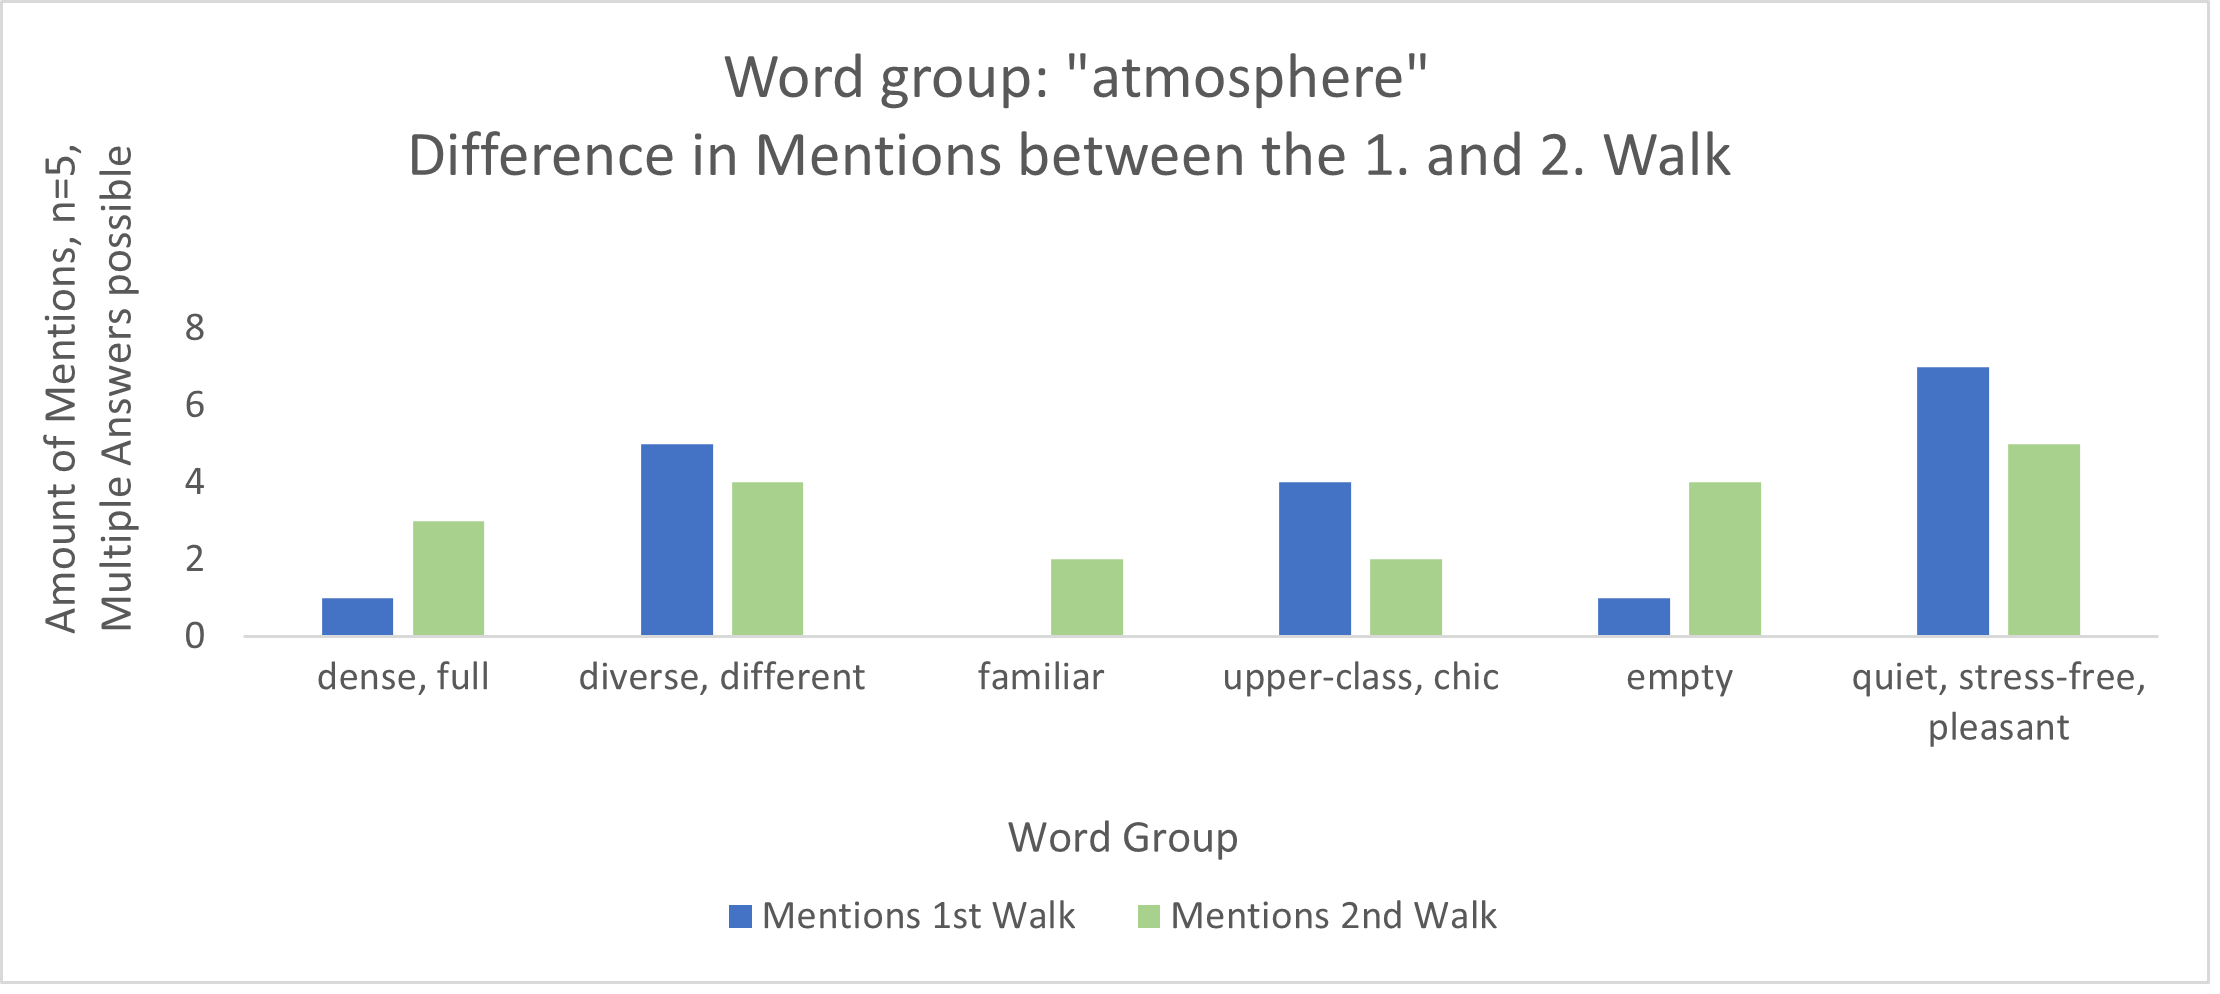 Word group: "atmosphere"
Difference in Mentions between the 1. and 2. Walk
Amount of Mentions, n=5,
Multiple Answers possible
8
6
4
2
0
dense, full
diverse, different
familiar
upper-class, chic
empty
quiet, stress-free,
pleasant
Word Group
Mentions 1st Walk
Mentions 2nd Walk